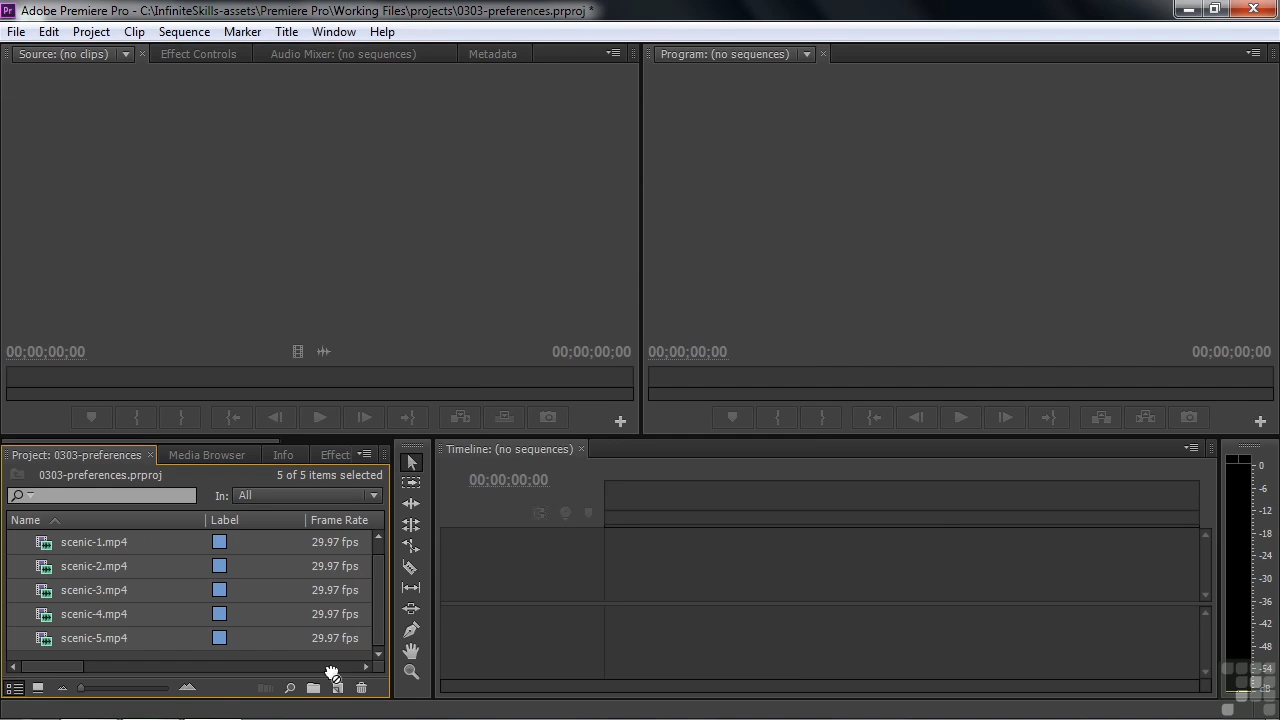 Pr Adobe Premiere Pro - C:\InfiniteSkills-assets\Premiere Pro\Working Files\projects\0303-preferences.prproj *
File Edit Project Clip Sequence Marker Title Window Help
Source: (no clips) Effect Controls Audio Mixer: (no sequences) Metadata Program: (no sequences)
00;00;00;00 00;00;00;00 00;00;00;00 00;00;00;00
Project: 0303-preferences Media Browser Info Effect Timeline: (no sequences)
0303-preferences.prproj 5 of 5 items selected 00;00;00;00
In: All
Name Label Frame Rate
scenic-1.mp4 29.97 fps
scenic-2.mp4 29.97 fps
scenic-3.mp4 29.97 fps
scenic-4.mp4 29.97 fps
scenic-5.mp4 29.97 fps
0
-6
-12
-18
-24
-30
-36
-42
-48
-54
dB